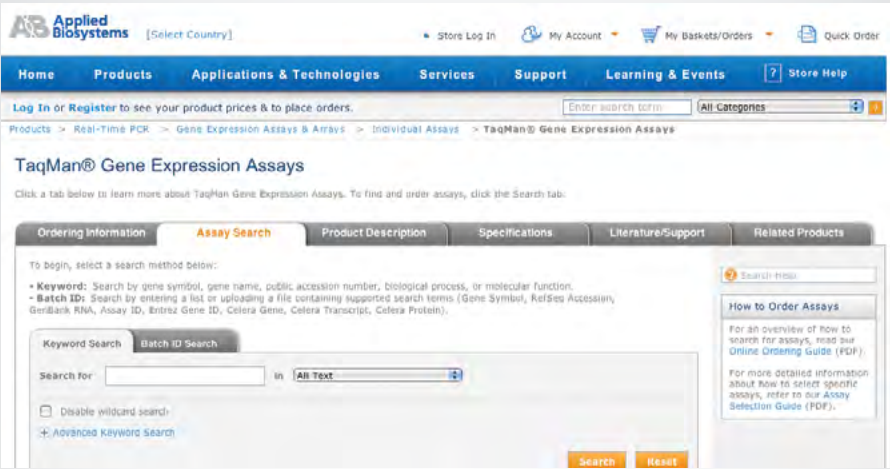 AB Applied Biosystems [Select Country]
Store Log In My Account My Baskets/Orders Quick Order
Home Products Applications & Technologies Services Support Learning & Events ? Store Help
Log In or Register to see your product prices & to place orders. Enter search term All Categories
Products > Real-Time PCR > Gene Expression Assays & Arrays > Individual Assays > TaqMan® Gene Expression Assays
TaqMan® Gene Expression Assays
Click a tab below to learn more about TaqMan Gene Expression Assays. To find and order assays, click the Search tab.
Ordering Information Assay Search Product Description Specifications Literature/Support Related Products
To begin, select a search method below:
• Keyword: Search by gene symbol, gene name, public accession number, biological process, or molecular function.
• Batch ID: Search by entering a list or uploading a file containing supported search terms (Gene Symbol, RefSeq Accession,
GenBank RNA, Assay ID, Entrez Gene ID, Celera Gene, Celera Transcript, Celera Protein).
Keyword Search Batch ID Search
Search for in All Text
Disable wildcard search
+ Advanced Keyword Search
Search Reset
? Search Help
How to Order Assays
For an overview of how to
search for assays, read our
Online Ordering Guide (PDF).
For more detailed information
about how to select specific
assays, refer to our Assay
Selection Guide (PDF).